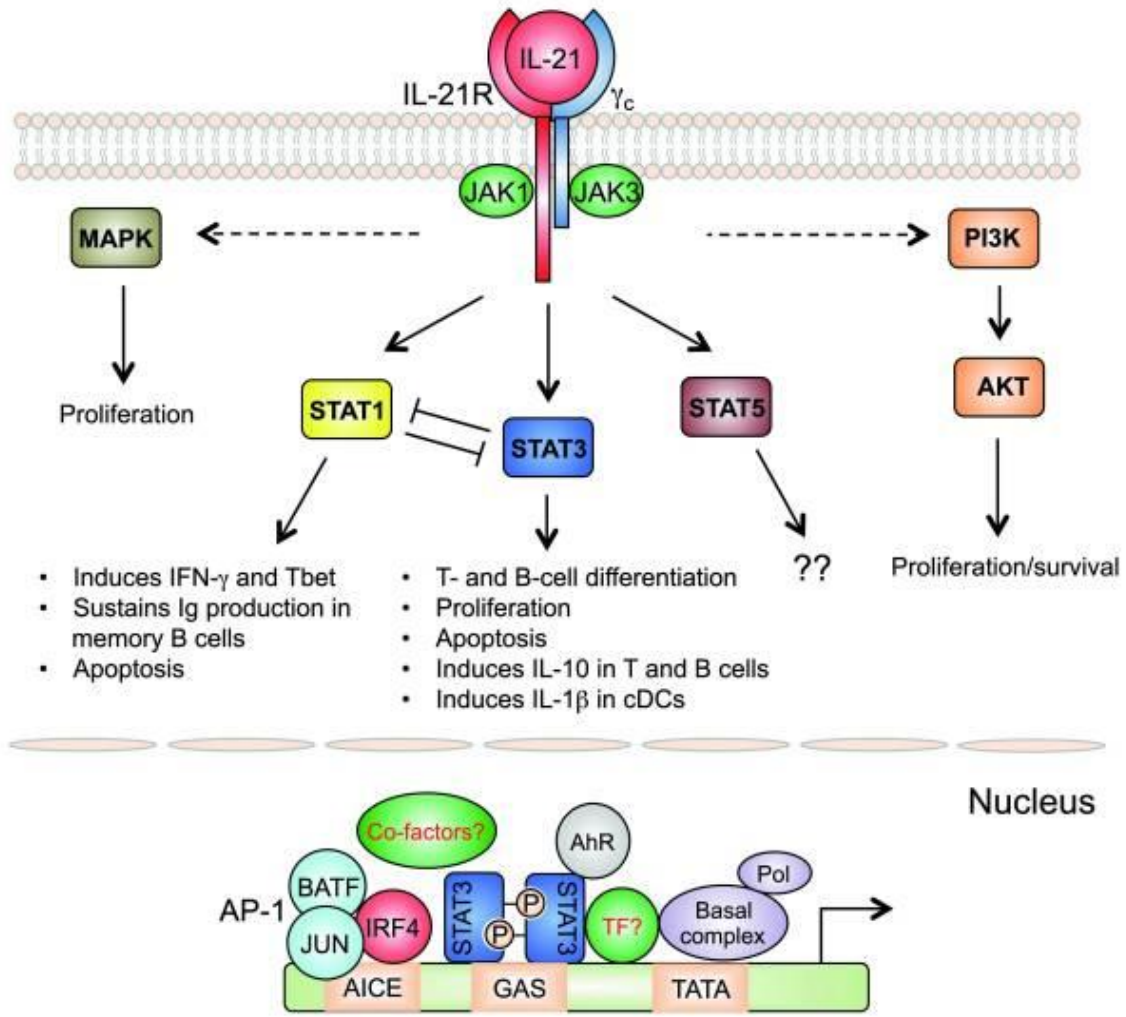 IL-21
IL-21R
γc
JAK1
JAK3
MAPK
PI3K
AKT
Proliferation
STAT1
STAT3
STAT5
??
Proliferation/survival
▪ Induces IFN-γ and Tbet
▪ Sustains Ig production in
memory B cells
▪ Apoptosis
• T- and B-cell differentiation
• Proliferation
• Apoptosis
• Induces IL-10 in T and B cells
• Induces IL-1β in cDCs
Nucleus
Co-factors?
AhR
Pol
BATF
AP-1
JUN
IRF4
STAT3
P
P
STAT3
TF?
Basal
complex
AICE
GAS
TATA